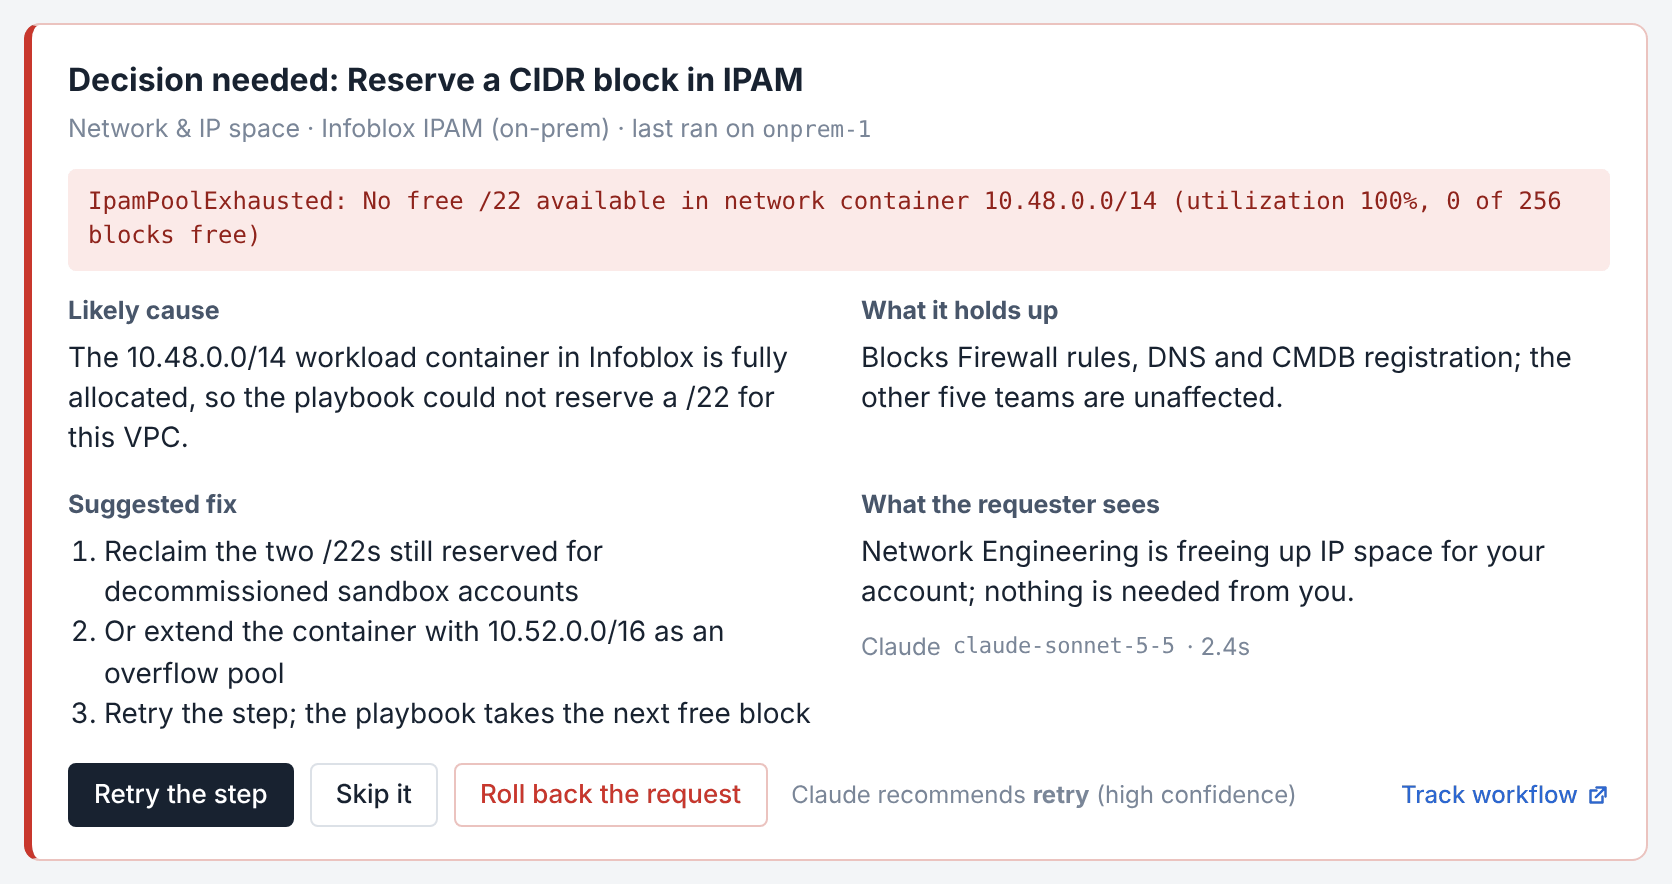 Decision needed: Reserve a CIDR block in IPAM
Network & IP space · Infoblox IPAM (on-prem) · last ran on onprem-1
IpamPoolExhausted: No free /22 available in network container 10.48.0.0/14 (utilization 100%, 0 of 256
blocks free)
Likely cause
The 10.48.0.0/14 workload container in Infoblox is fully
allocated, so the playbook could not reserve a /22 for
this VPC.
What it holds up
Blocks Firewall rules, DNS and CMDB registration; the
other five teams are unaffected.
Suggested fix
1. Reclaim the two /22s still reserved for
decommissioned sandbox accounts
2. Or extend the container with 10.52.0.0/16 as an
overflow pool
3. Retry the step; the playbook takes the next free block
What the requester sees
Network Engineering is freeing up IP space for your
account; nothing is needed from you.
Claude claude-sonnet-5-5 · 2.4s
Retry the step
Skip it
Roll back the request
Claude recommends retry (high confidence)
Track workflow